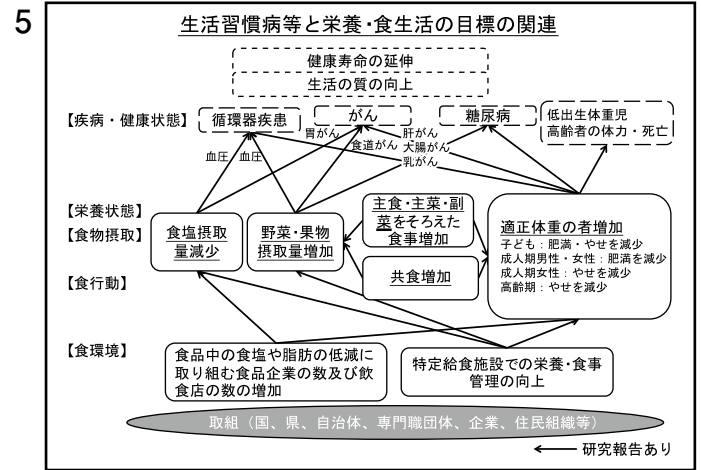 5
生活習慣病等と栄養・食生活の目標の関連
健康寿命の延伸
生活の質の向上
【疾病・健康状態】
循環器疾患
がん
糖尿病
低出生体重児
高齢者の体力・死亡
胃がん
食道がん
肝がん
大腸がん
乳がん
血圧
血圧
【栄養状態】
【食物摂取】
【食行動】
【食環境】
食塩摂取
量減少
野菜・果物
摂取量増加
主食・主菜・副
菜をそろえた
食事増加
共食増加
適正体重の者増加
子ども：肥満・やせを減少
成人期男性・女性：肥満を減少
成人期女性：やせを減少
高齢期：やせを減少
食品中の食塩や脂肪の低減に
取り組む食品企業の数及び飲
食店の数の増加
特定給食施設での栄養・食事
管理の向上
取組（国、県、自治体、専門職団体、企業、住民組織等）
研究報告あり